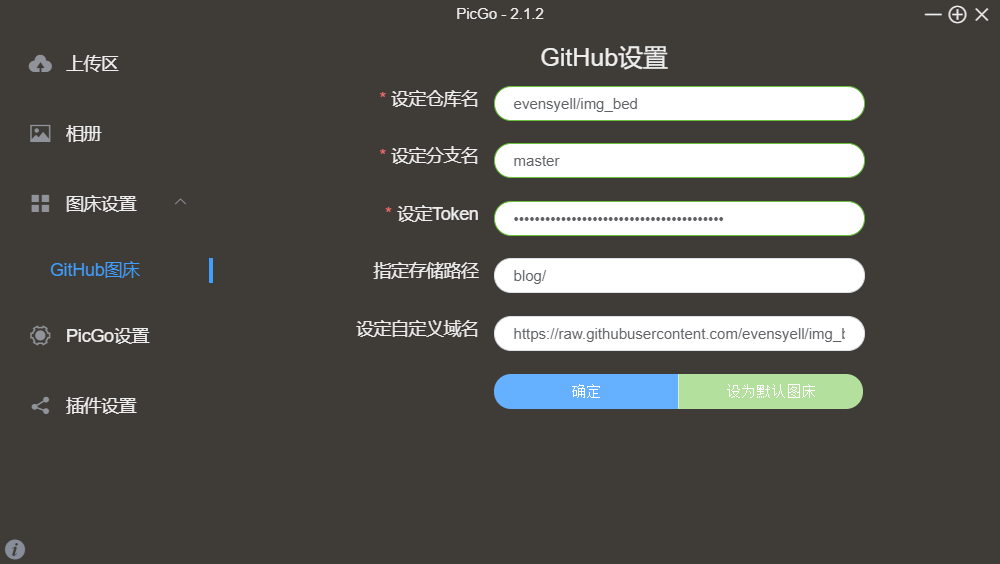 PicGo - 2.1.2
上传区
相册
图床设置
GitHub图床
PicGo设置
插件设置
GitHub设置
* 设定仓库名
evensyell/img_bed
* 设定分支名
master
* 设定Token
••••••••••••••••••••••••••••••••••••••••
指定存储路径
blog/
设定自定义域名
https://raw.githubusercontent.com/evensyell/img_b
确定
设为默认图床